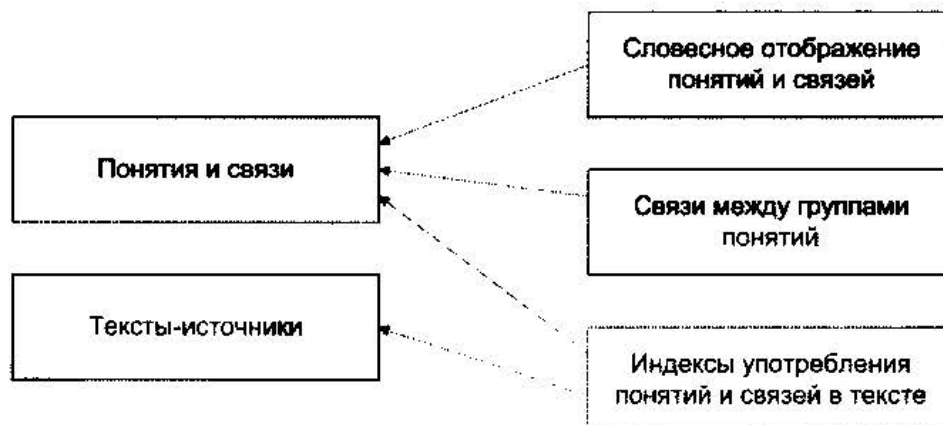 Словесное отображение
понятий и связей
Понятия и связи
Связи между группами
понятий
Тексты-источники
Индексы употребления
понятий и связей в тексте